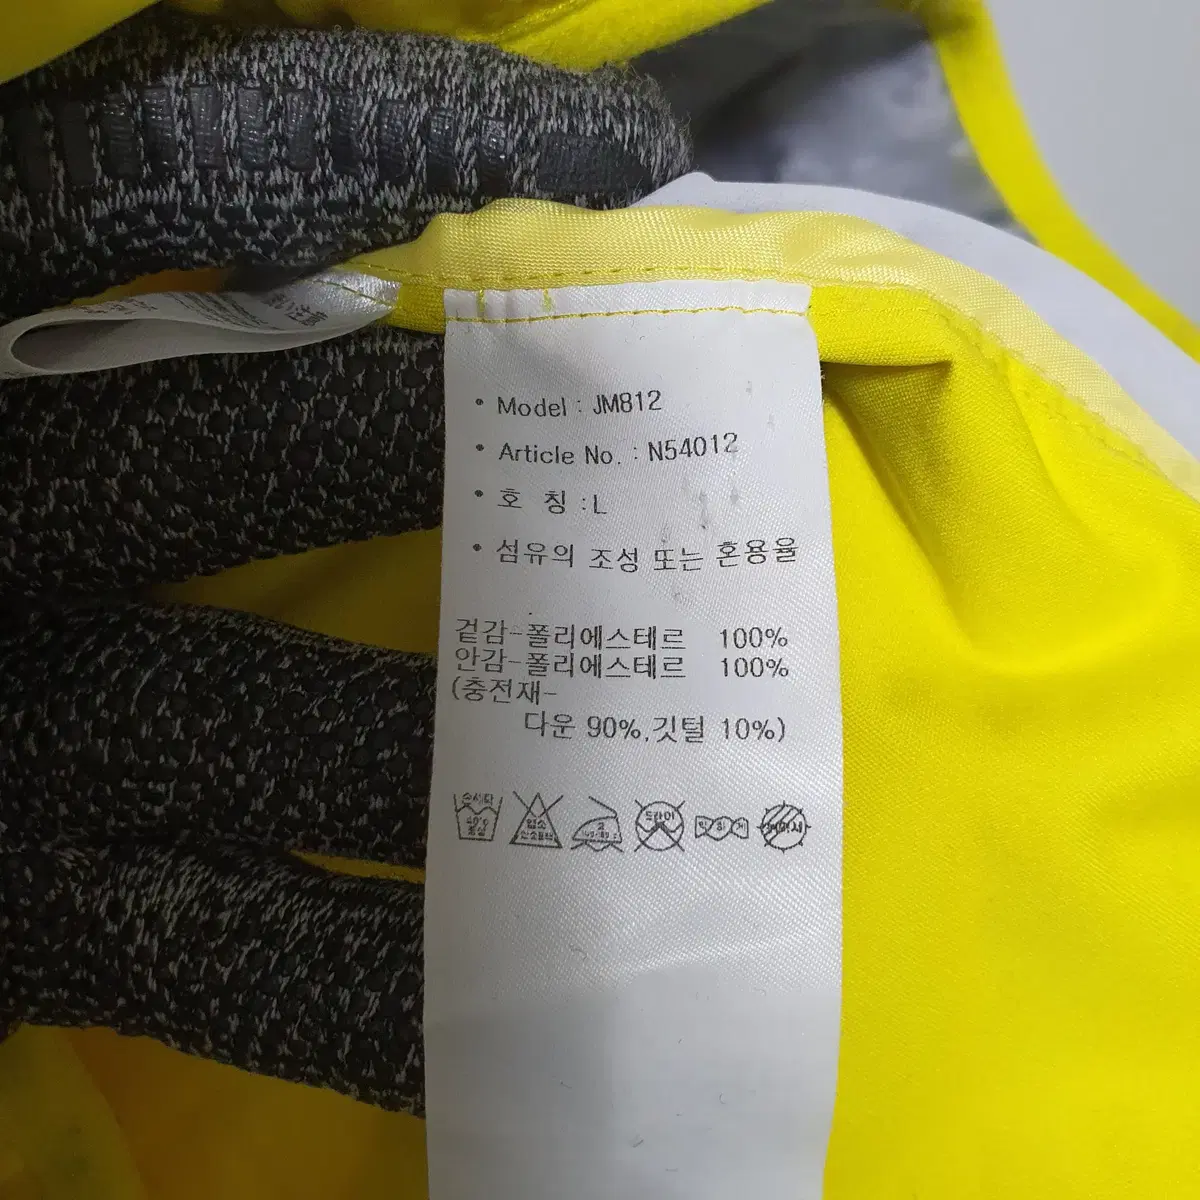 • Model : JM812
• Article No. : N54012
• 호 칭 : L
• 섬유의 조성 또는 혼용율
겉감-폴리에스테르 100%
안감-폴리에스테르 100%
(충전재-
다운 90%,깃털 10%)